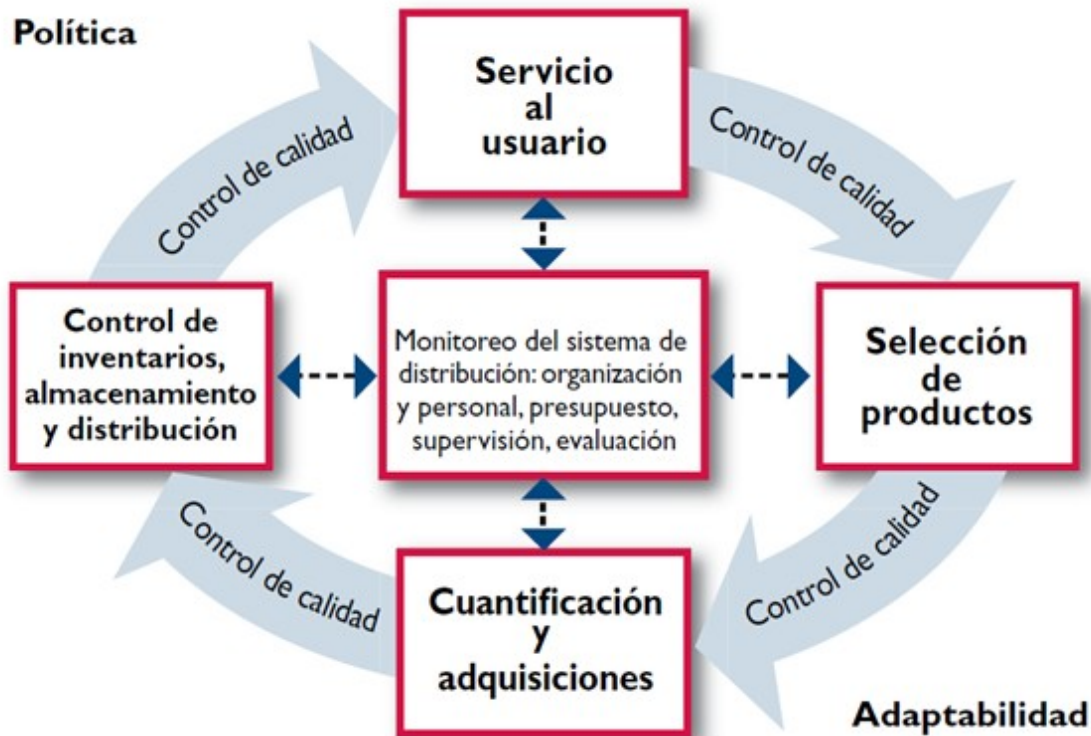 Política
Servicio
al
usuario
Control de calidad
Control de calidad
Control de
inventarios,
almacenamiento
y distribución
Monitoreo del sistema de
distribución: organización
y personal, presupuesto,
supervisión, evaluación
Selección
de
productos
Control de calidad
Control de calidad
Cuantificación
y
adquisiciones
Adaptabilidad